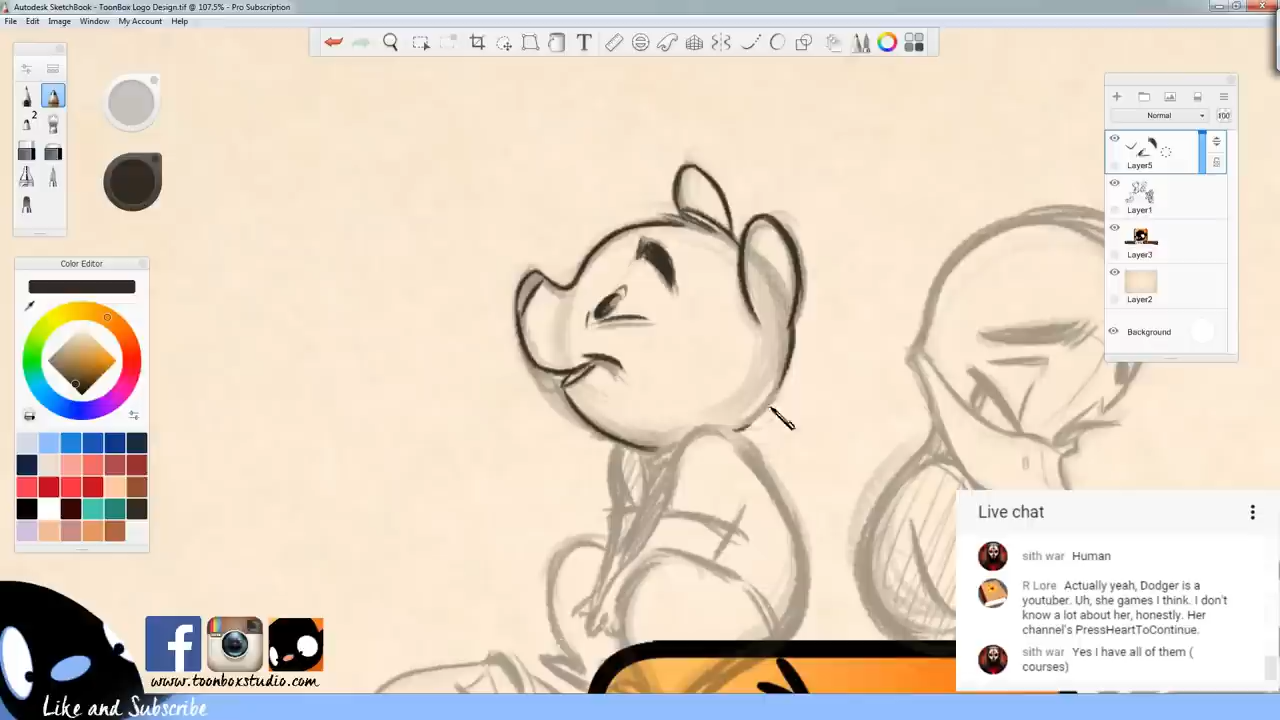 Autodesk SketchBook - ToonBox Logo Design.tif @ 107.5% - Pro Subscription
File Edit Image Window My Account Help
T
2
Normal 100
Layer5
Layer1
Layer3
Layer2
Background
Color Editor
Live chat
sith war Human
R Lore Actually yeah, Dodger is a
youtuber. Uh, she games I think. I don't
know a lot about her, honestly. Her
channel's PressHeartToContinue.
sith war Yes I have all of them (
courses)
www.toonboxstudio.com
Like and Subscribe